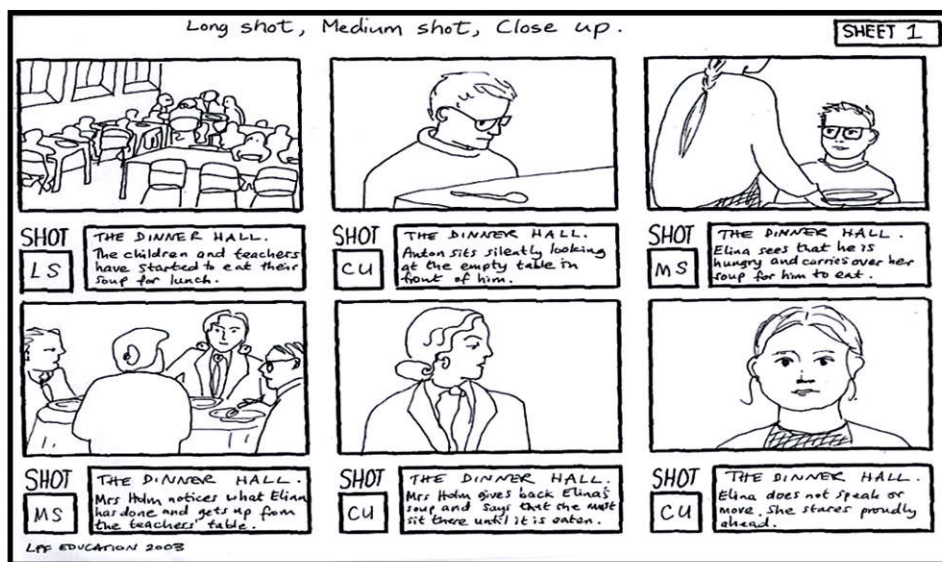 Long shot, Medium shot, Close up.
SHEET 1
SHOT
LS
THE DINNER HALL.
The children and teachers
have started to eat their
soup for lunch.
SHOT
CU
THE DINNER HALL.
Anton sits silently looking
at the empty table in
front of him.
SHOT
MS
THE DINNER HALL.
Elina sees that he is
hungry and carries over her
soup for him to eat.
SHOT
MS
THE DINNER HALL.
Mrs Holm notices what Elina
has done and gets up from
the teachers' table.
SHOT
CU
THE DINNER HALL.
Mrs Holm gives back Elina's
soup and says that she must
sit there until it is eaten.
SHOT
CU
THE DINNER HALL.
Elina does not speak or
move. She stares proudly
ahead.
LPF EDUCATION 2003